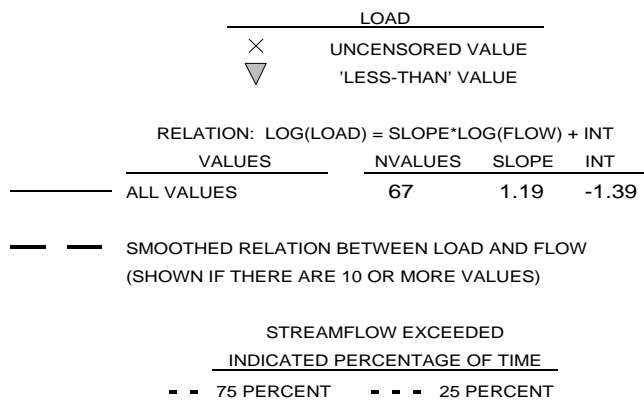 LOAD
UNCENSORED VALUE
'LESS-THAN' VALUE
RELATION: LOG(LOAD) = SLOPE*LOG(FLOW) + INT
VALUES NVALUES SLOPE INT
ALL VALUES 67 1.19 -1.39
SMOOTHED RELATION BETWEEN LOAD AND FLOW
(SHOWN IF THERE ARE 10 OR MORE VALUES)
STREAMFLOW EXCEEDED
INDICATED PERCENTAGE OF TIME
75 PERCENT 25 PERCENT